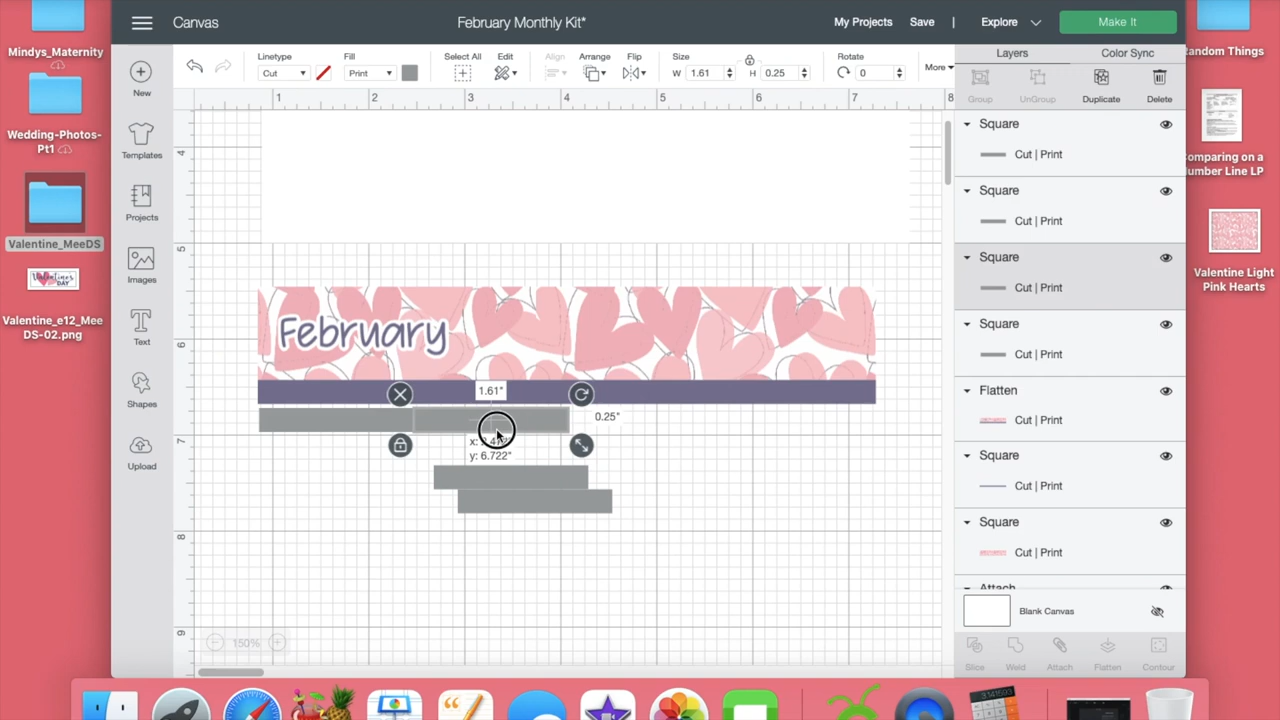 Mindys_Maternity
Wedding-Photos-
Pt1
Valentine_MeeDS
Valentine_e12_Mee
DS-02.png
Canvas
February Monthly Kit*
My Projects
Save
|
Explore
Make It
Linetype
Cut
Fill
Print
Select All
Edit
Align
Arrange
Flip
Size
W 1.61
H 0.25
Rotate
0
More
New
Templates
Projects
Images
Text
Shapes
Upload
1 2 3 4 5 6 7 8
4
5
6
7
8
9
February
1.61"
0.25"
y: 6.722"
150%
Layers
Color Sync
Group
UnGroup
Duplicate
Delete
Square
Cut | Print
Square
Cut | Print
Square
Cut | Print
Square
Cut | Print
Flatten
Cut | Print
Square
Cut | Print
Square
Cut | Print
Attach
Blank Canvas
Slice
Weld
Attach
Flatten
Contour
Random Things
Comparing on a
Number Line LP
Valentine Light
Pink Hearts